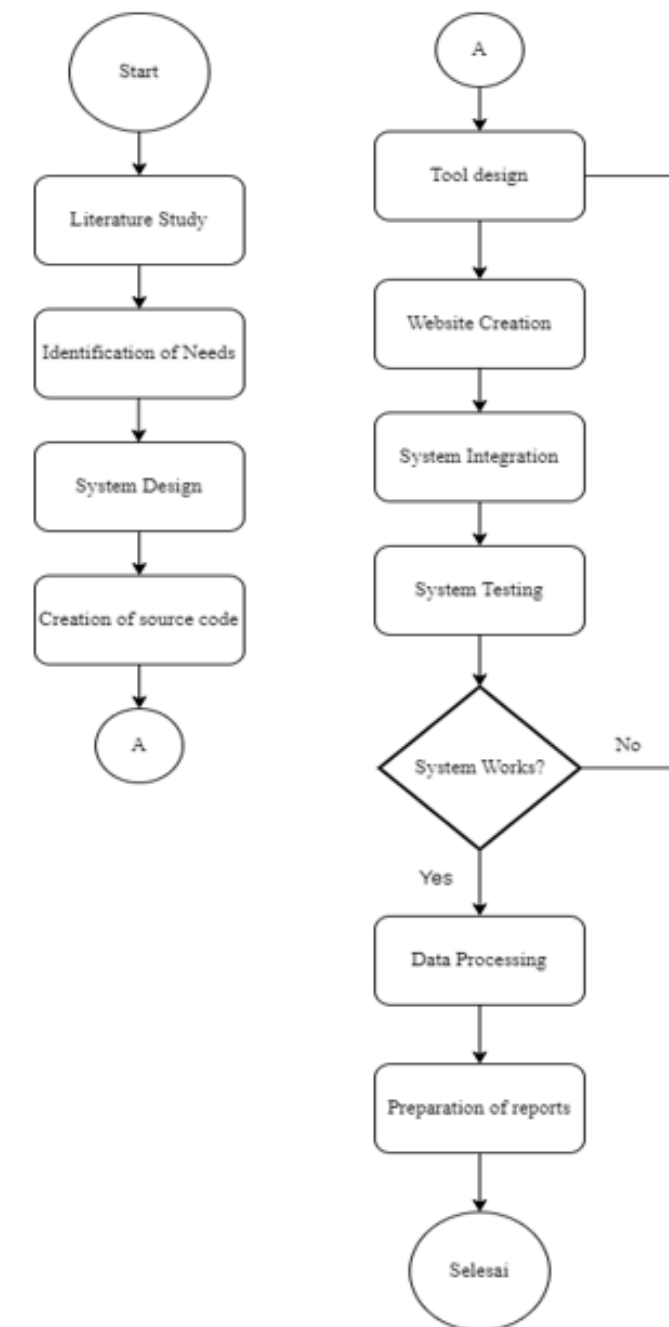 Start
Literature Study
Identification of Needs
System Design
Creation of source code
A
A
Tool design
Website Creation
System Integration
System Testing
System Works?
No
Yes
Data Processing
Preparation of reports
Selesai